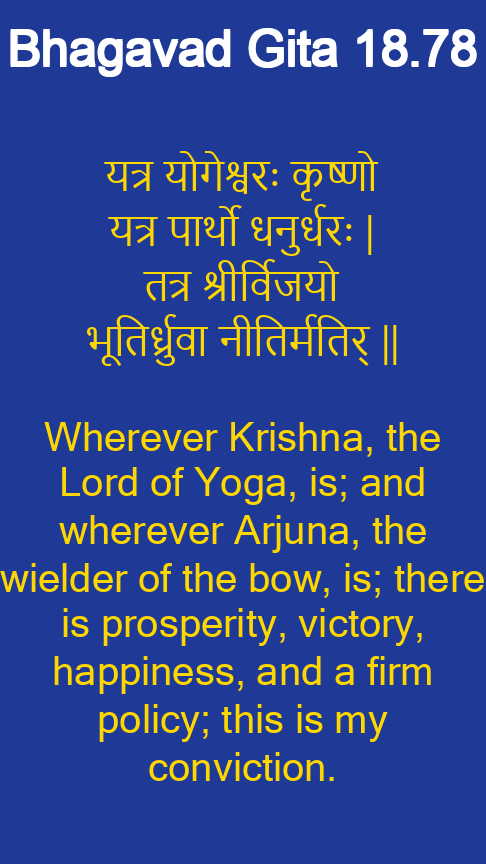 Bhagavad Gita 18.78
यत्र योगेश्वरः कृष्णो
यत्र पार्थो धनुर्धरः |
तत्र श्रीर्विजयो
भूतिर्ध्रुवा नीतिर्मतिर् ||
Wherever Krishna, the
Lord of Yoga, is; and
wherever Arjuna, the
wielder of the bow, is; there
is prosperity, victory,
happiness, and a firm
policy; this is my
conviction.